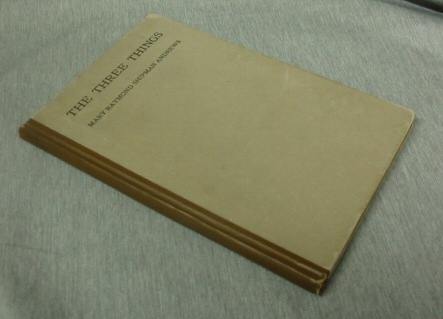 THE THREE THINGS
MARY RAYMOND SHIPMAN ANDREWS